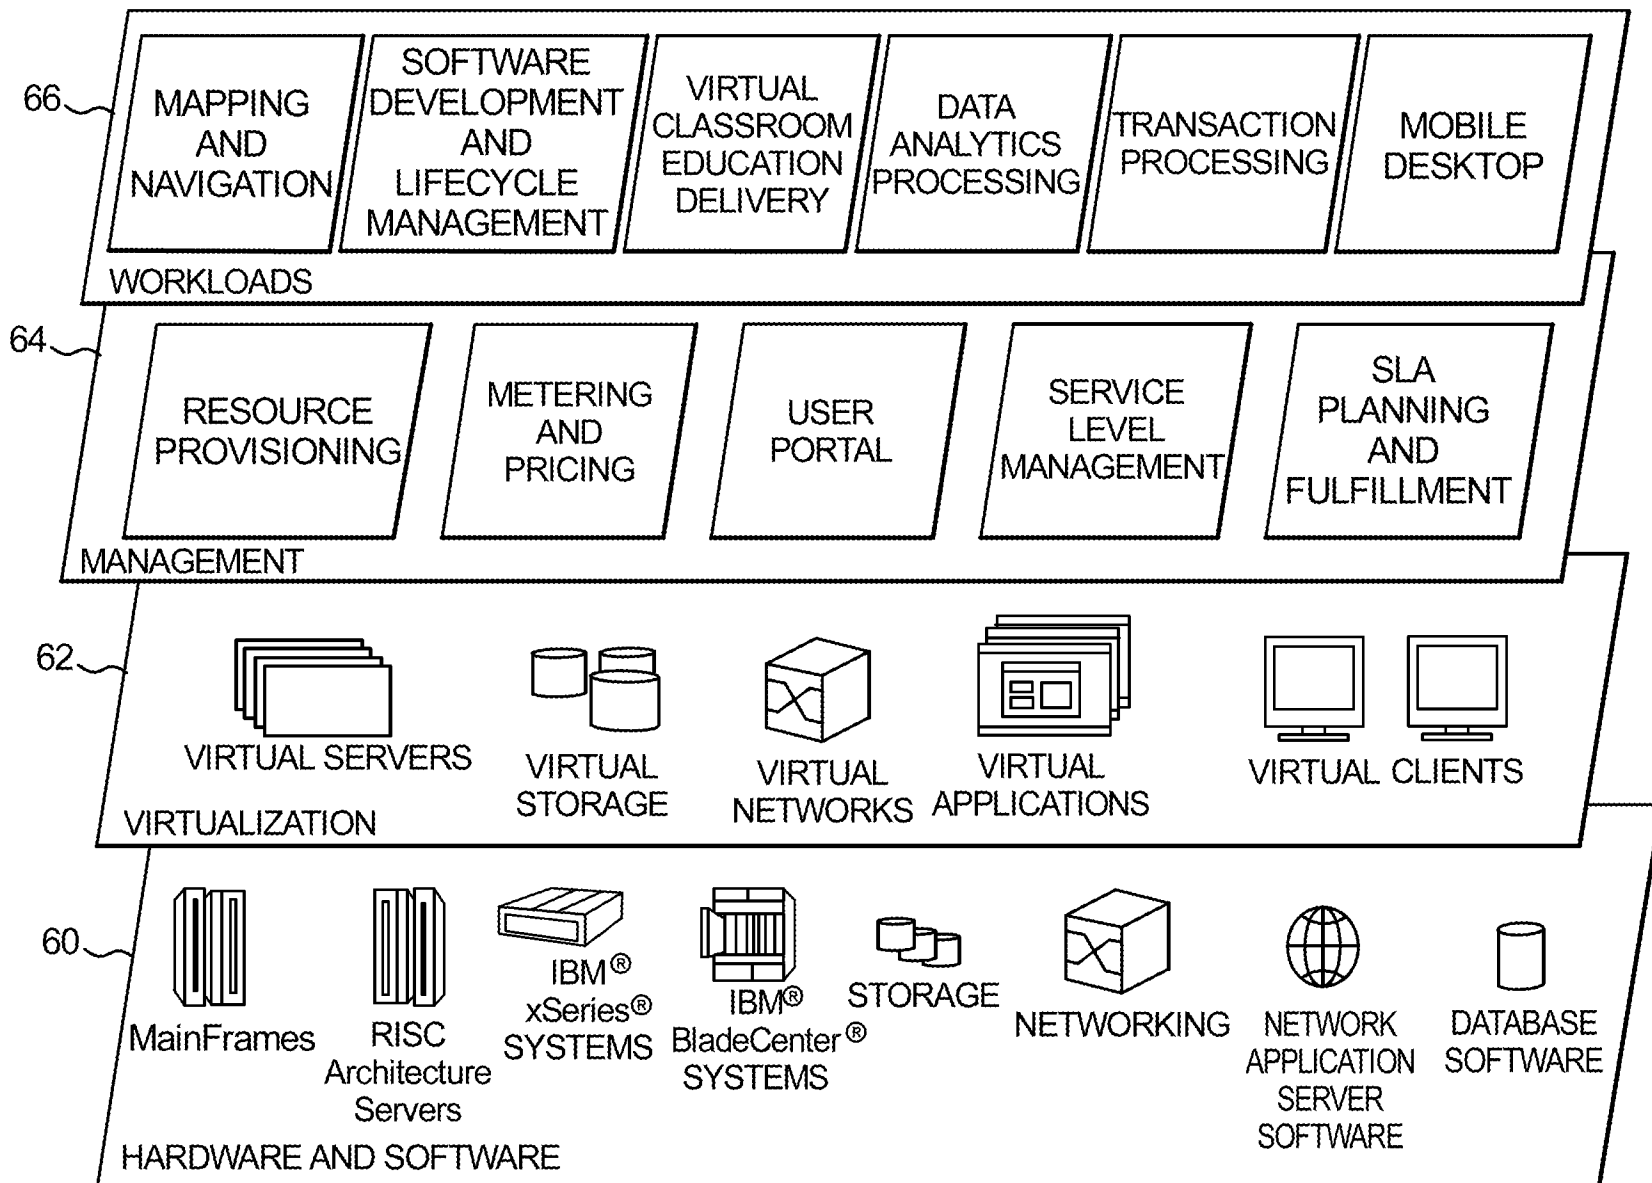 66
MAPPING
AND
NAVIGATION
SOFTWARE
DEVELOPMENT
AND
LIFECYCLE
MANAGEMENT
VIRTUAL
CLASSROOM
EDUCATION
DELIVERY
DATA
ANALYTICS
PROCESSING
TRANSACTION
PROCESSING
MOBILE
DESKTOP
WORKLOADS
64
RESOURCE
PROVISIONING
METERING
AND
PRICING
USER
PORTAL
SERVICE
LEVEL
MANAGEMENT
SLA
PLANNING
AND
FULFILLMENT
MANAGEMENT
62
VIRTUAL SERVERS
VIRTUAL
STORAGE
VIRTUAL
NETWORKS
VIRTUAL
APPLICATIONS
VIRTUAL CLIENTS
VIRTUALIZATION
60
MainFrames
RISC
Architecture
Servers
IBM®
xSeries®
SYSTEMS
IBM®
BladeCenter®
SYSTEMS
STORAGE
NETWORKING
NETWORK
APPLICATION
SERVER
SOFTWARE
DATABASE
SOFTWARE
HARDWARE AND SOFTWARE